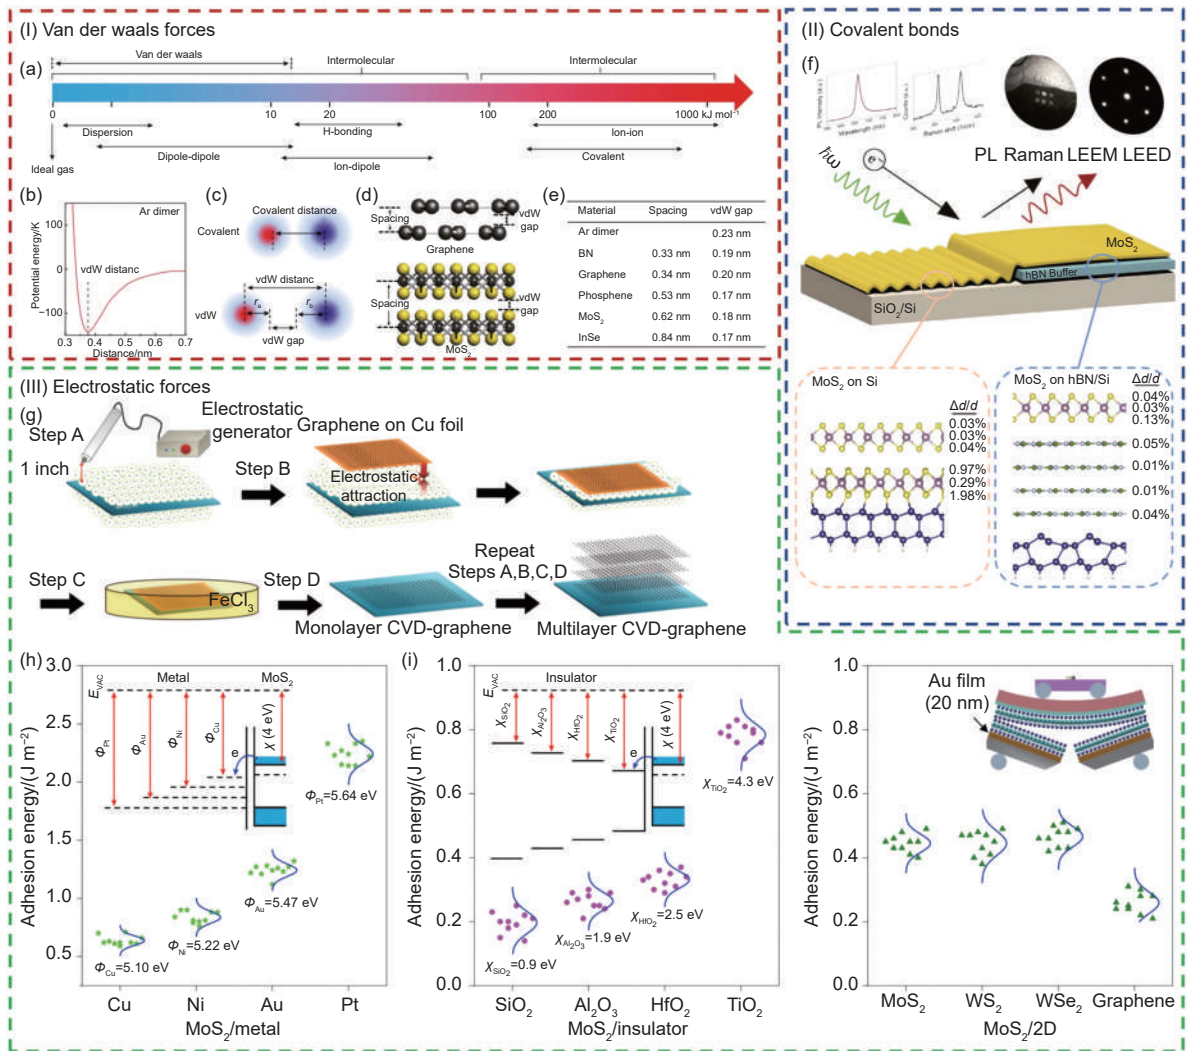 (I) Van der waals forces
(a)
Van der waals
Intermolecular
Intermolecular
0
10
20
100
200
1000 kJ mol⁻¹
Dispersion
H-bonding
Ion-ion
Dipole-dipole
Ion-dipole
Covalent
Ideal gas
(b)
Ar dimer
vdW distanc
Potential energy/K
100
0
−100
0.3
0.4
0.5
0.6
0.7
Distance/nm
(c)
Covalent distance
Covalent
vdW distanc
rₐ
r_b
vdW
vdW gap
(d)
Spacing
vdW
gap
Graphene
Spacing
vdW
gap
MoS₂
(e)
Material Spacing vdW gap
Ar dimer 0.23 nm
BN 0.33 nm 0.19 nm
Graphene 0.34 nm 0.20 nm
Phosphene 0.53 nm 0.17 nm
MoS₂ 0.62 nm 0.18 nm
InSe 0.84 nm 0.17 nm
(II) Covalent bonds
(f)
PL Intensity (a.u.)
Wavelength (nm)
Counts (a.u.)
Raman shift (1/cm)
PL Raman LEEM LEED
ħω
e⁻
MoS₂
hBN Buffer
SiO₂/Si
MoS₂ on Si
Δd/d
0.03%
0.03%
0.04%
0.97%
0.29%
1.98%
MoS₂ on hBN/Si
Δd/d
0.04%
0.03%
0.13%
0.05%
0.01%
0.01%
0.04%
(III) Electrostatic forces
(g)
Step A
Electrostatic
generator
1 inch
Step B
Graphene on Cu foil
Electrostatic
attraction
Step C
FeCl₃
Step D
Monolayer CVD-graphene
Repeat
Steps A,B,C,D
Multilayer CVD-graphene
(h)
Adhesion energy/(J m⁻²)
3.0
2.5
2.0
1.5
1.0
0.5
E_VAC
Metal
MoS₂
Φ_Pt
Φ_Au
Φ_Ni
Φ_Cu
χ (4 eV)
e
Φ_Pt=5.64 eV
Φ_Au=5.47 eV
Φ_Ni=5.22 eV
Φ_Cu=5.10 eV
Cu
Ni
Au
Pt
MoS₂/metal
(i)
Adhesion energy/(J m⁻²)
1.0
0.8
0.6
0.4
0.2
0.0
E_VAC
Insulator
χ_SiO₂
χ_Al₂O₃
χ_HfO₂
χ_TiO₂
χ (4 eV)
e
χ_TiO₂=4.3 eV
χ_HfO₂=2.5 eV
χ_Al₂O₃=1.9 eV
χ_SiO₂=0.9 eV
SiO₂
Al₂O₃
HfO₂
TiO₂
MoS₂/insulator
Adhesion energy/(J m⁻²)
1.0
0.8
0.6
0.4
0.2
0.0
Au film
(20 nm)
MoS₂
WS₂
WSe₂
Graphene
MoS₂/2D